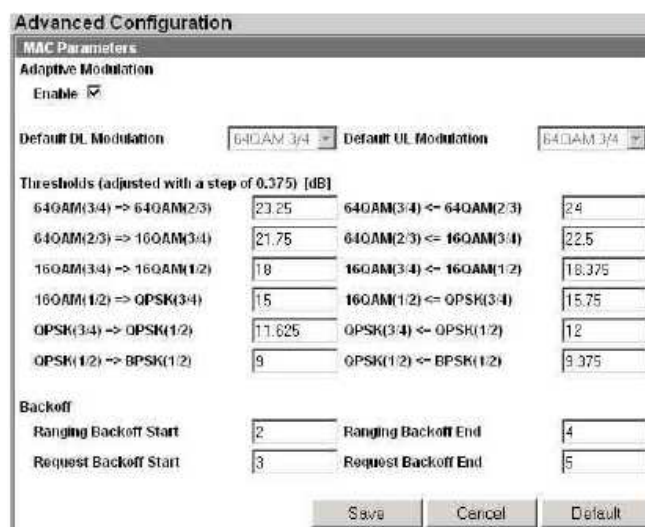 Advanced Configuration
MAC Parameters
Adaptive Modulation
Enable
Default DL Modulation 64QAM 3/4 Default UL Modulation 64QAM 3/4
Thresholds (adjusted with a step of 0.375) [dB]
64QAM(3/4) => 64QAM(2/3) 23.25 64QAM(3/4) <= 64QAM(2/3) 24
64QAM(2/3) => 16QAM(3/4) 21.75 64QAM(2/3) <= 16QAM(3/4) 22.5
16QAM(3/4) => 16QAM(1/2) 18 16QAM(3/4) <= 16QAM(1/2) 18.375
16QAM(1/2) => QPSK(3/4) 15 16QAM(1/2) <= QPSK(3/4) 15.75
QPSK(3/4) => QPSK(1/2) 11.625 QPSK(3/4) <= QPSK(1/2) 12
QPSK(1/2) => BPSK(1/2) 9 QPSK(1/2) <= BPSK(1/2) 9.375
Backoff
Ranging Backoff Start 2 Ranging Backoff End 4
Request Backoff Start 3 Request Backoff End 5
Save Cancel Default